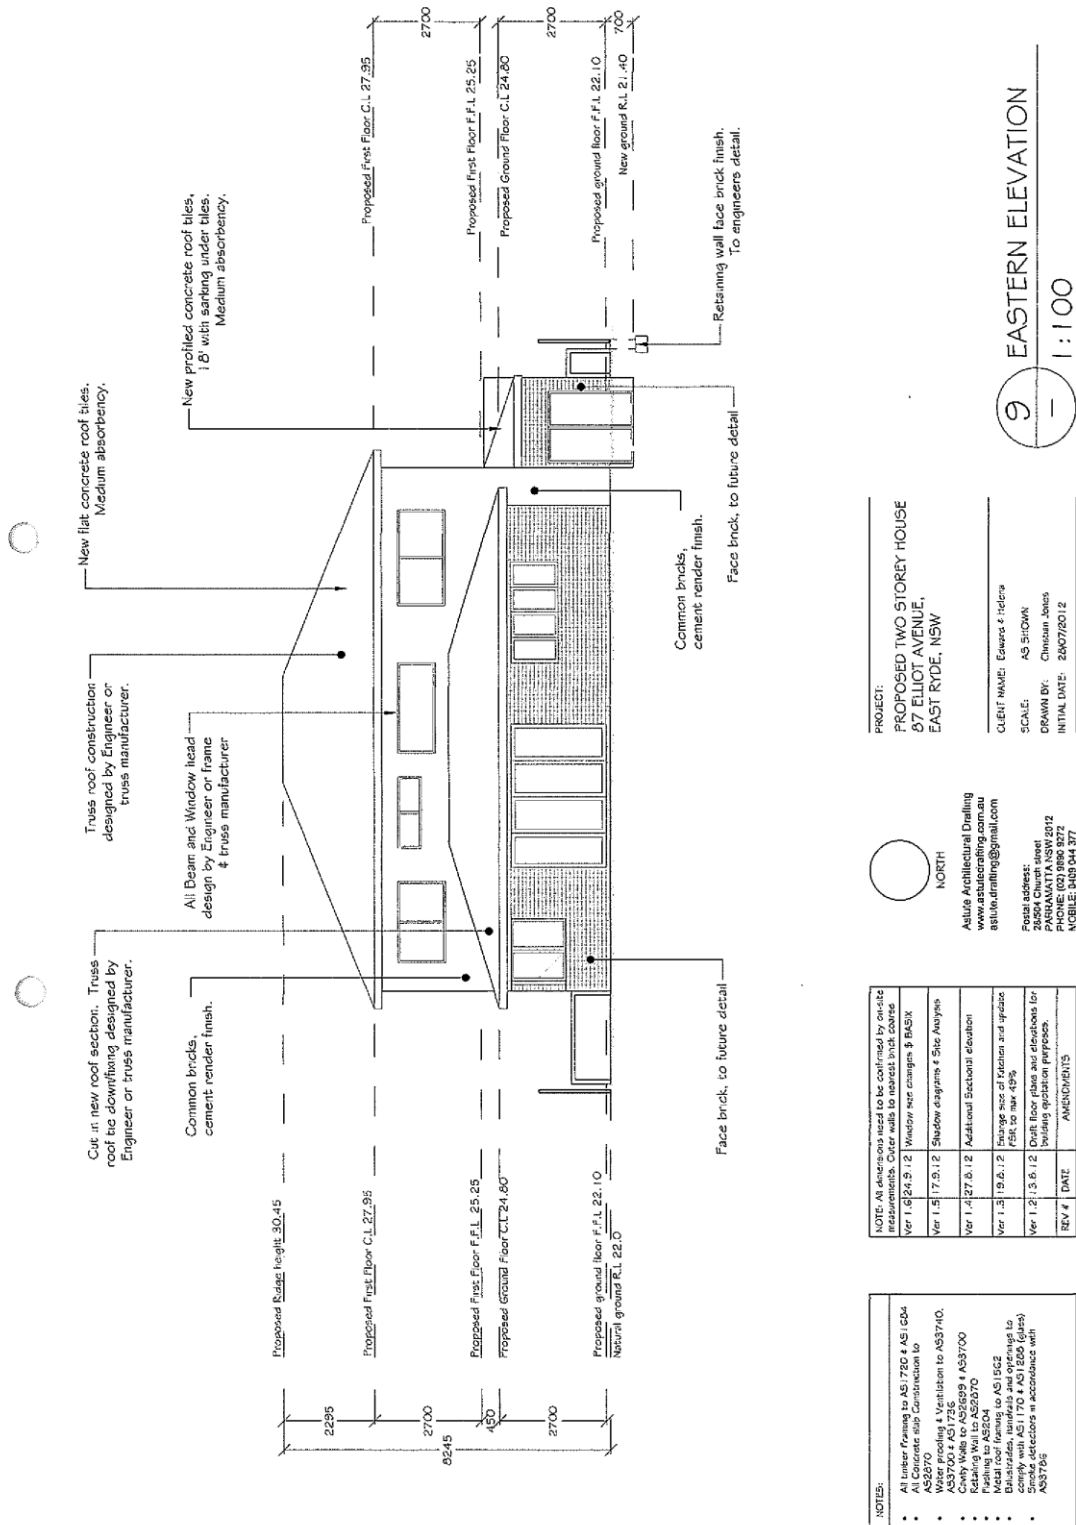 Cut in new roof section. Truss
roof tie down/fixing designed by
Engineer or truss manufacturer.
Truss roof construction
designed by Engineer or
truss manufacturer.
New flat concrete roof tiles.
Medium absorbency.
New profiled concrete roof tiles,
18' with sarking under tiles.
Medium absorbency.
Common bricks,
cement render finish.
All Beam and Window head
design by Engineer or frame
& truss manufacturer
Proposed Ridge height 30.45
Proposed First Floor C.L 27.95
Proposed First Floor F.F.L 25.25
Proposed Ground Floor C.L 24.80
Proposed ground floor F.F.L 22.10
Natural ground R.L 22.0
2295
2700
450
2700
8245
Proposed First Floor C.L 27.95
Proposed First Floor F.F.L 25.25
Proposed Ground Floor C.L 24.80
Proposed ground floor F.F.L 22.10
New ground R.L 21.40
2700
2700
700
Face brick, to future detail
Common bricks,
cement render finish.
Face brick, to future detail
Retaining wall face brick finish.
To engineers detail.
NOTES:
• All timber framing to AS1720 & AS1684
• All Concrete slab Construction to
AS2870
• Water proofing & Ventilation to AS3740,
AS3700 & AS1736
• Cavity Walls to AS2699 & AS3700
• Retaining Wall to AS2870
• Flashing to AS204
• Metal roof framing to AS1562
• Balustrades, handrails and openings to
comply with AS1170 & AS1288 (glass)
• Smoke detectors in accordance with
AS3786
NOTE: All dimensions need to be confirmed by on-site
measurements. Outer walls to nearest brick coarse
Ver 1.6 24.9.12 Window size changes $ BASIX
Ver 1.5 17.9.12 Shadow diagrams & Site Analysis
Ver 1.4 27.8.12 Additional Sectional elevation
Ver 1.3 19.8.12 Enlarge size of Kitchen and update
FSR to max 49%
Ver 1.2 13.8.12 Draft floor plans and elevations for
building quotation purposes.
REV # DATE AMENDMENTS
NORTH
Astute Architectural Drafting
www.astutedrafting.com.au
astute.drafting@gmail.com
Postal address:
26/504 Church street
PARRAMATTA NSW 2012
PHONE: (02) 9890 9272
MOBILE: 0409 044 377
PROJECT:
PROPOSED TWO STOREY HOUSE
87 ELLIOT AVENUE,
EAST RYDE, NSW
CLIENT NAME: Edward & Helena
SCALE: AS SHOWN
DRAWN BY: Christian Jones
INITIAL DATE: 28/07/2012
9 EASTERN ELEVATION
- 1:100